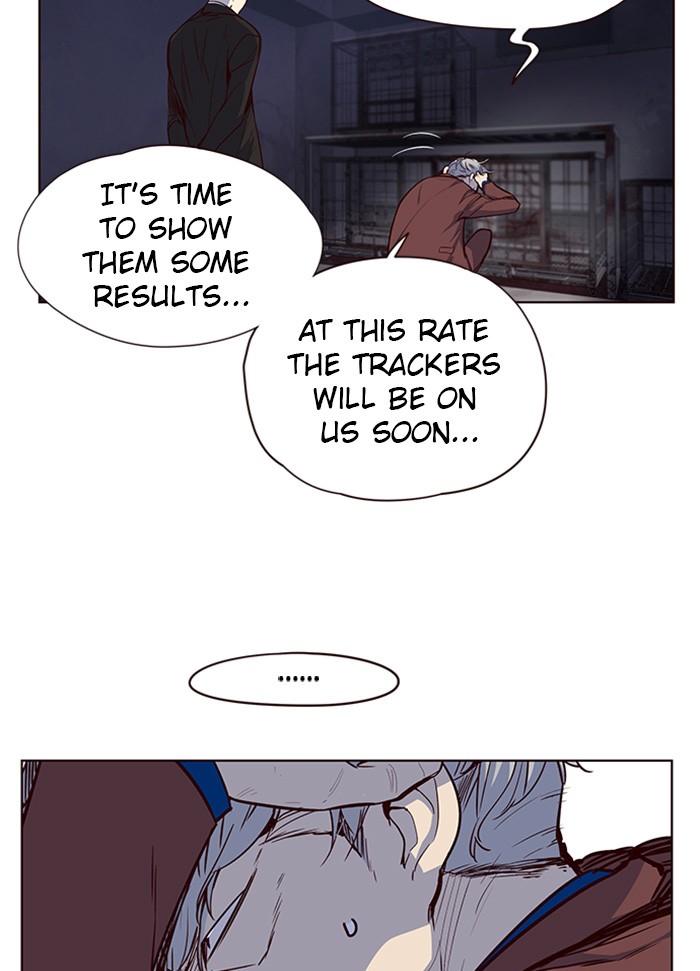 IT'S TIME
TO SHOW
THEM SOME
RESULTS...
AT THIS RATE
THE TRACKERS
WILL BE ON
US SOON...
.......